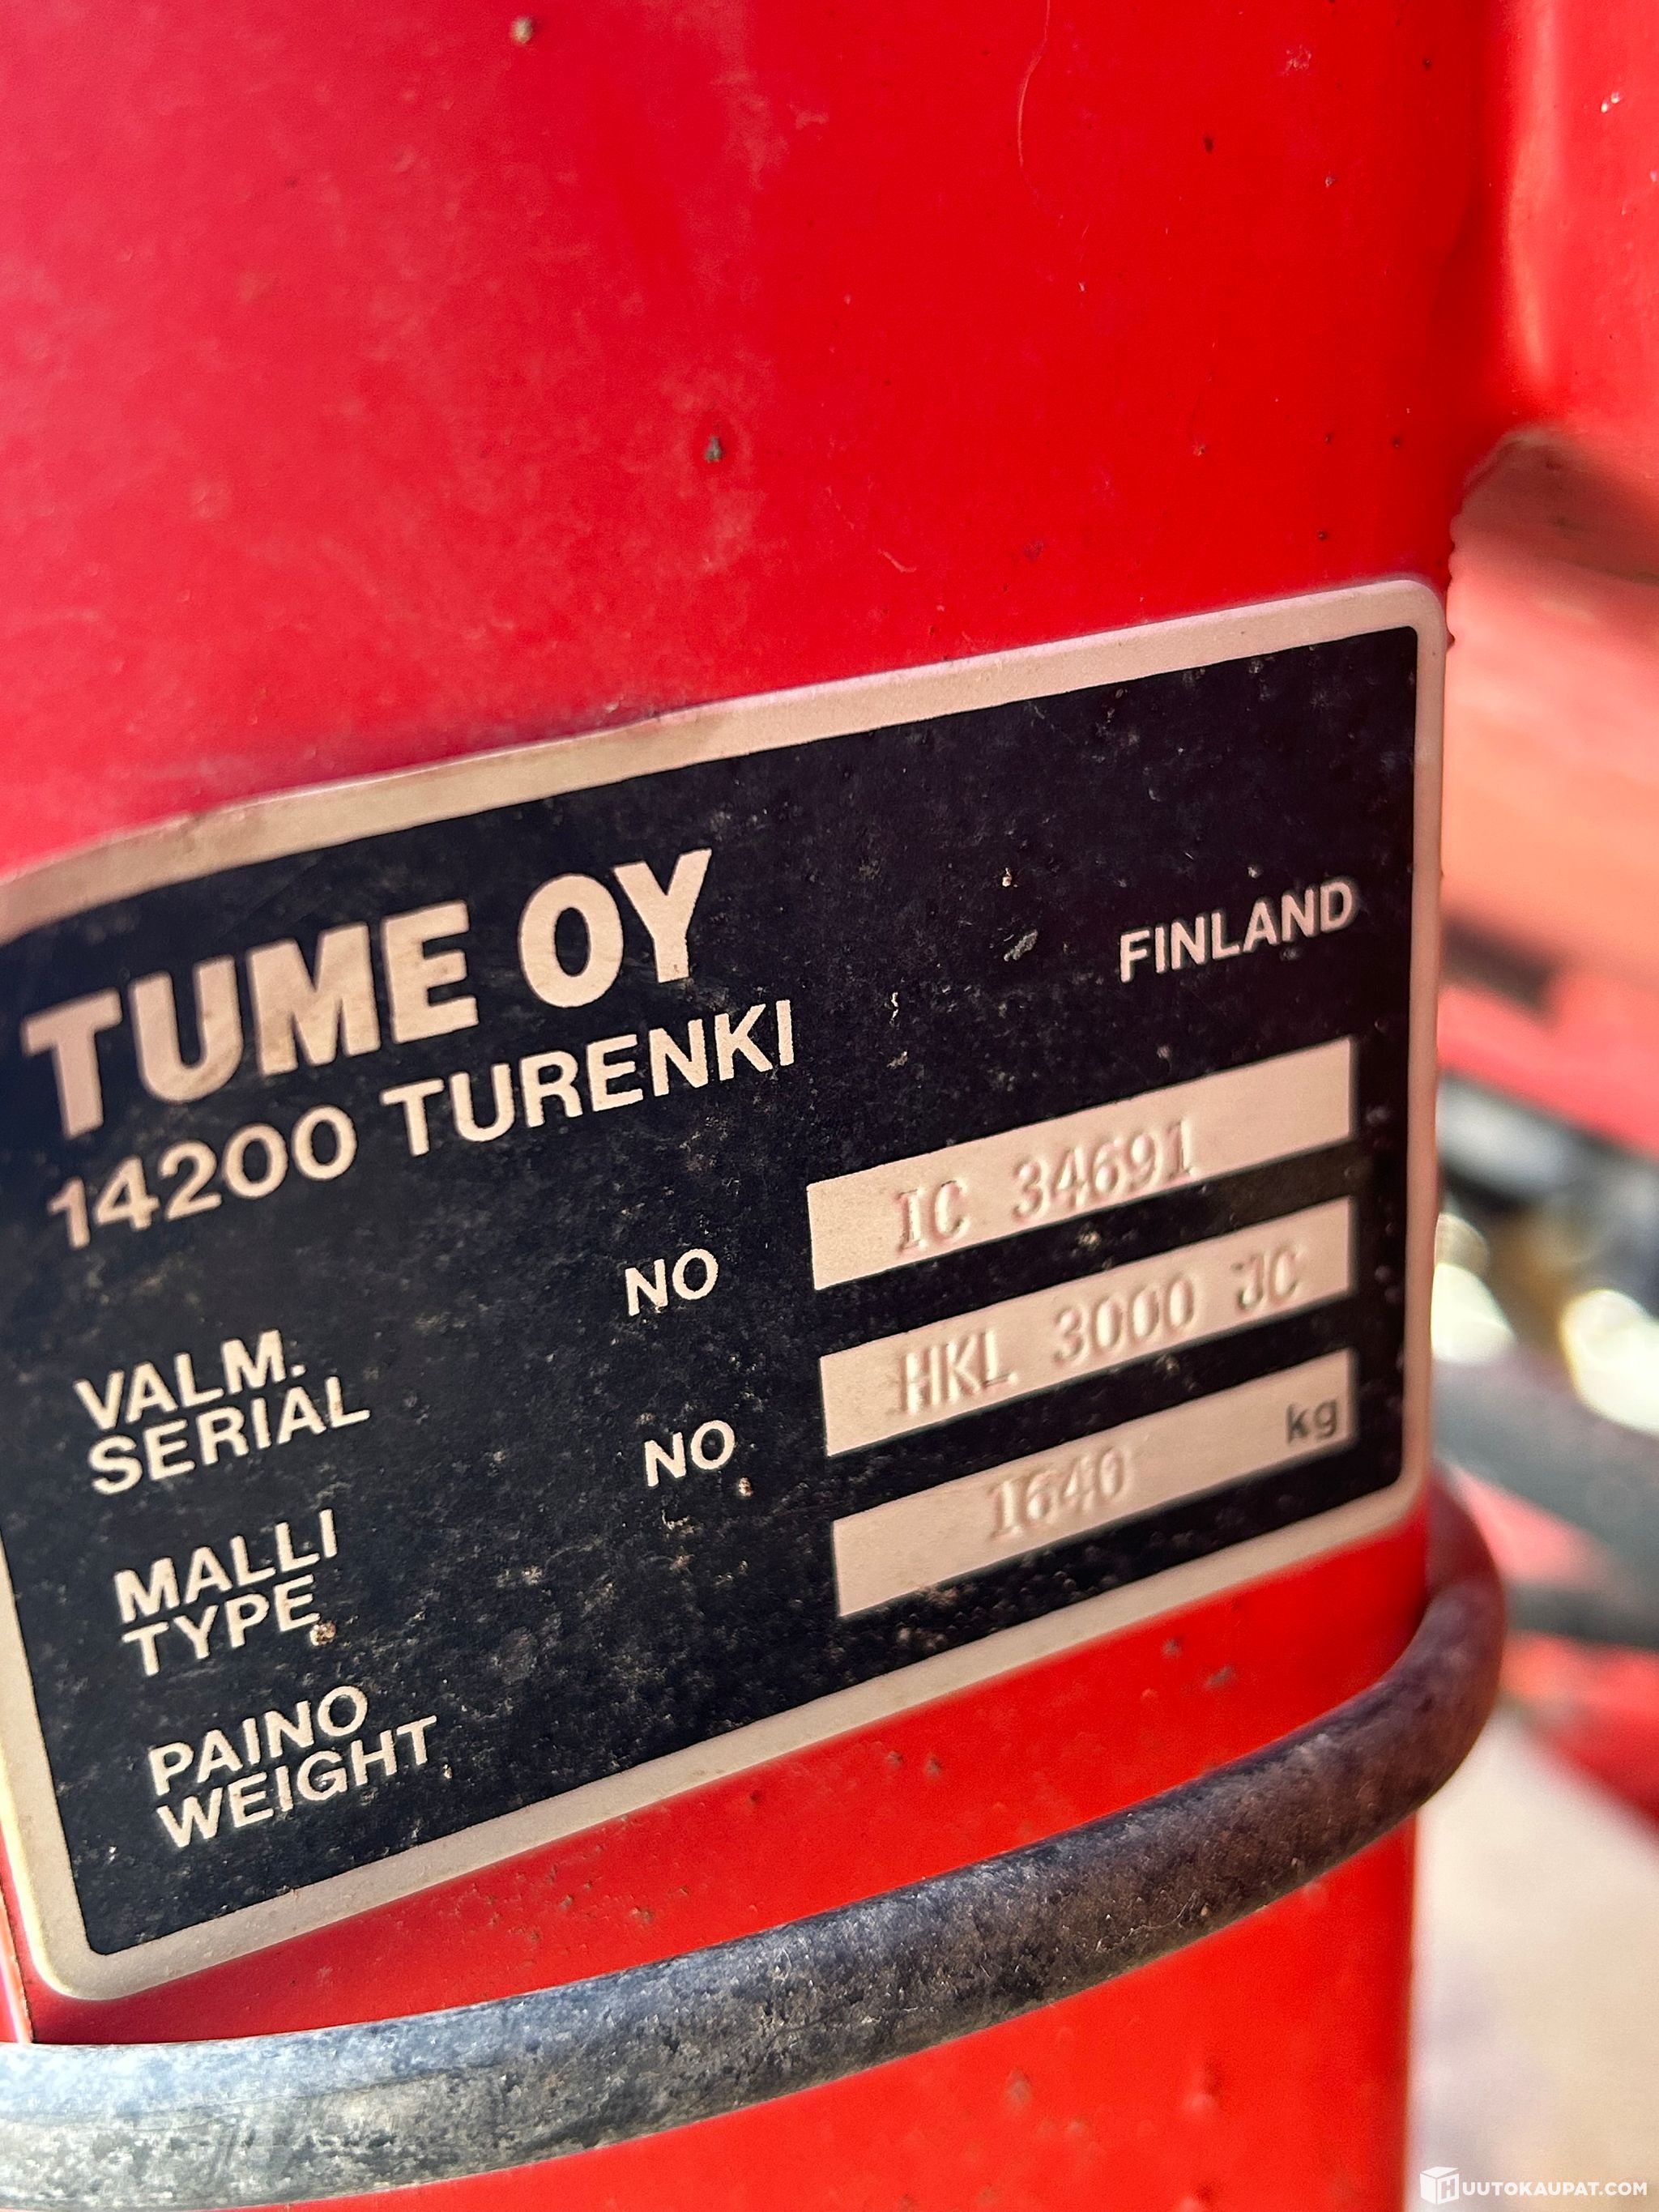 TUME OY
FINLAND
14200 TURENKI
VALM. NO IC 34691
SERIAL
MALLI NO HKL 3000 JC
TYPE
PAINO 1640 kg
WEIGHT
HUUTOKAUPAT.COM